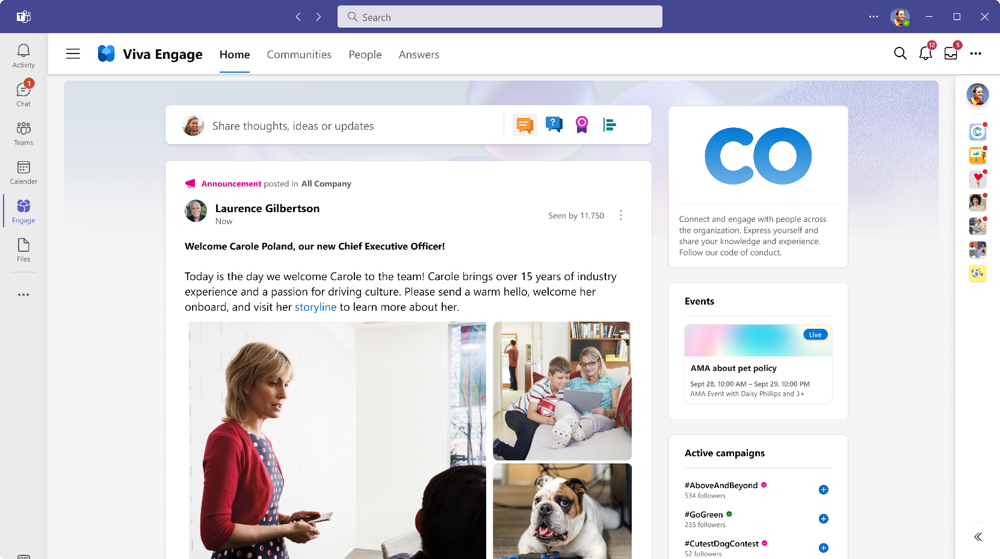 Search
Activity
1
Chat
Teams
Calender
Engage
Files
Viva Engage
Home
Communities
People
Answers
12
5
Share thoughts, ideas or updates
?
Announcement posted in All Company
Laurence Gilbertson
Now
Seen by 11,750
Welcome Carole Poland, our new Chief Executive Officer!
Today is the day we welcome Carole to the team! Carole brings over 15 years of industry
experience and a passion for driving culture. Please send a warm hello, welcome her
onboard, and visit her storyline to learn more about her.
CO
Connect and engage with people across
the organization. Express yourself and
share your knowledge and experience.
Follow our code of conduct.
Events
Live
AMA about pet policy
Sept 28, 10:00 AM – Sept 29, 10:00 PM
AMA Event with Daisy Phillips and 3+
Active campaigns
#AboveAndBeyond
534 followers
#GoGreen
235 followers
#CutestDogContest
52 followers